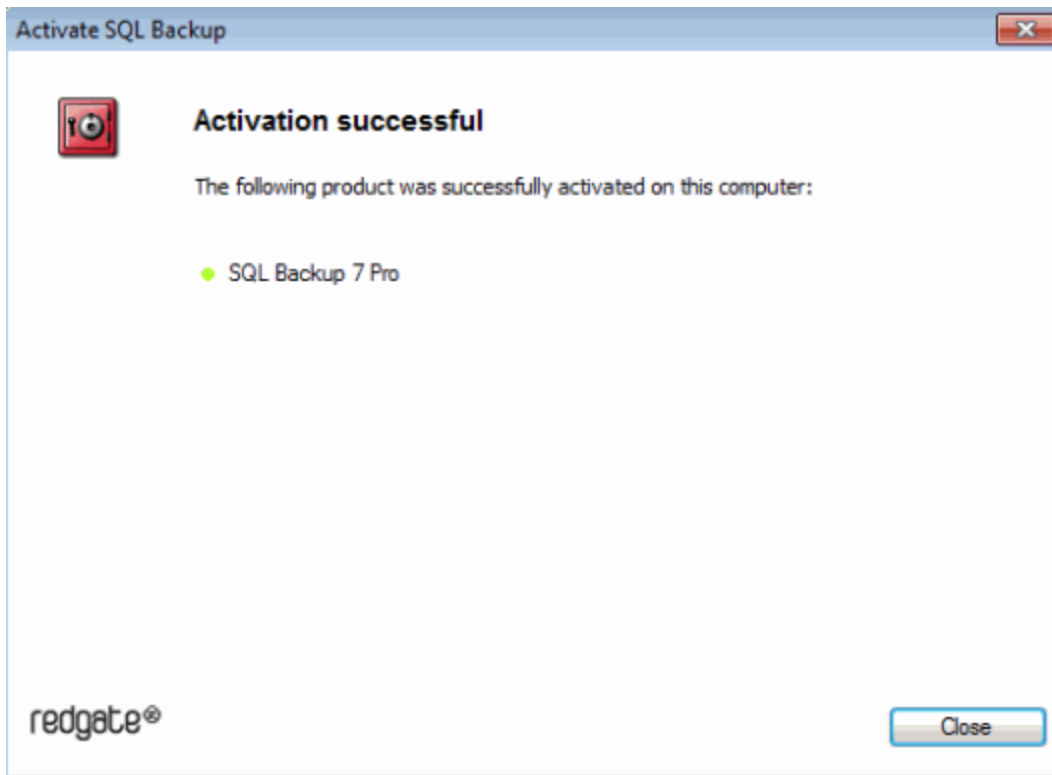 Activate SQL Backup
Activation successful
The following product was successfully activated on this computer:
SQL Backup 7 Pro
redgate®
Close